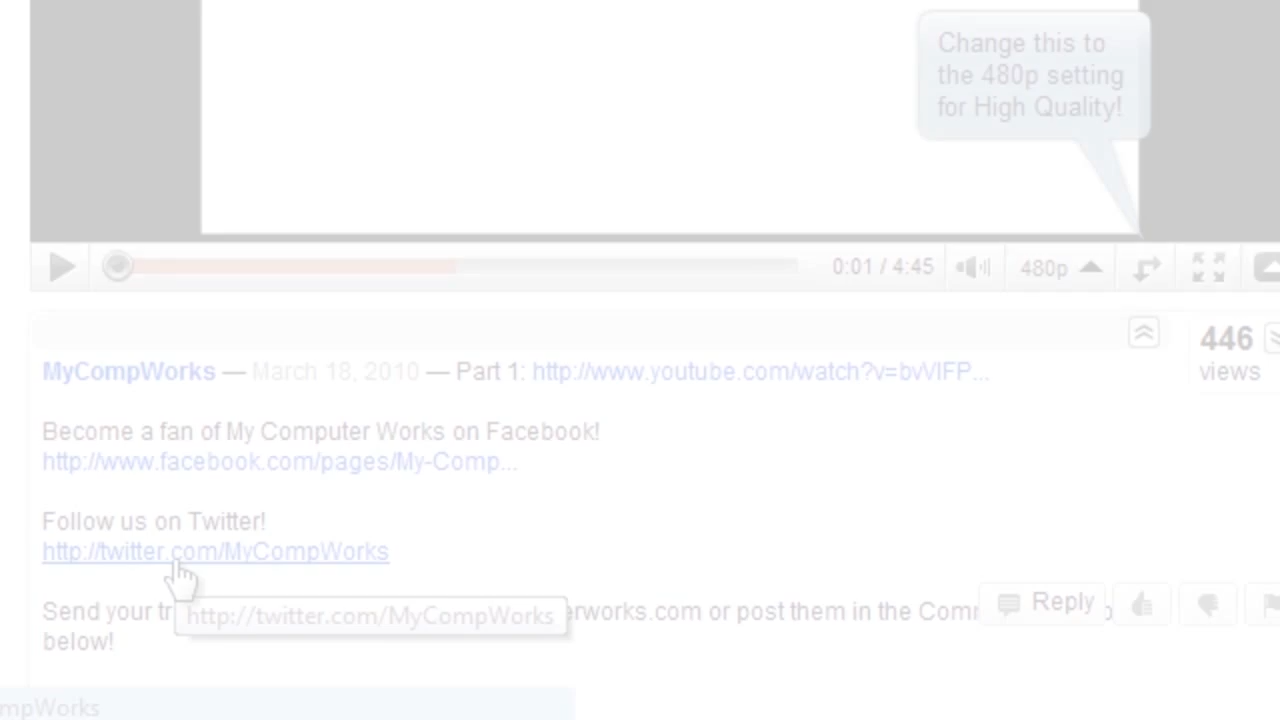 Change this to
the 480p setting
for High Quality!
0:01 / 4:45
480p
446
views
MyCompWorks — March 18, 2010 — Part 1: http://www.youtube.com/watch?v=bvVIFP...
Become a fan of My Computer Works on Facebook!
http://www.facebook.com/pages/My-Comp...
Follow us on Twitter!
http://twitter.com/MyCompWorks
Send your tr http://twitter.com/MyCompWorks erworks.com or post them in the Comm Reply
below!
mpWorks